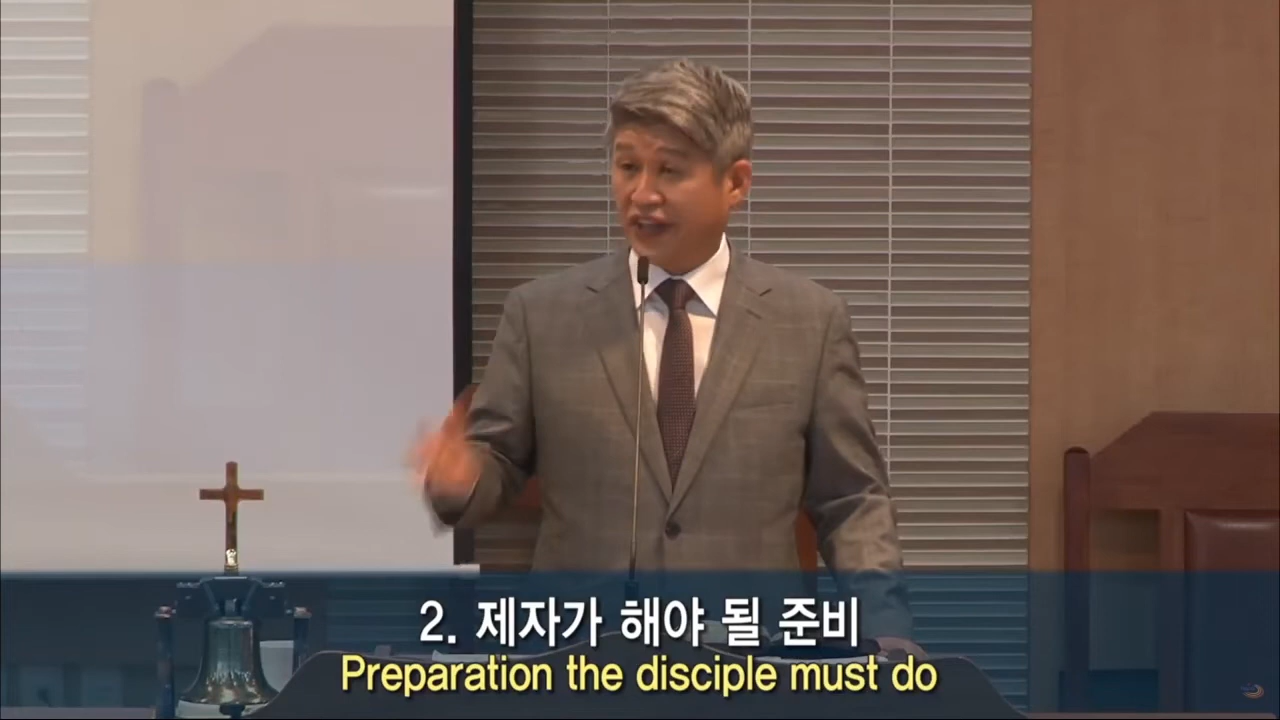 2. 제자가 해야 될 준비
Preparation the disciple must do